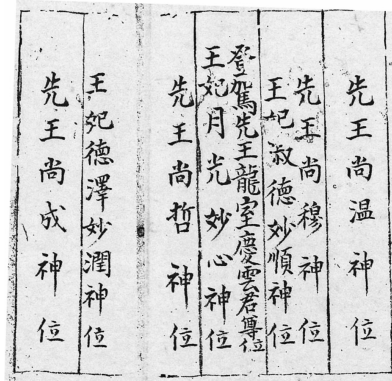 先王尚温神位
先王尚穆神位
王妃淑德妙順神位
登駕先王龍室慶雲君尊位
王妃月光妙心神位
先王尚哲神位
王妃德澤妙潤神位
先王尚成神位